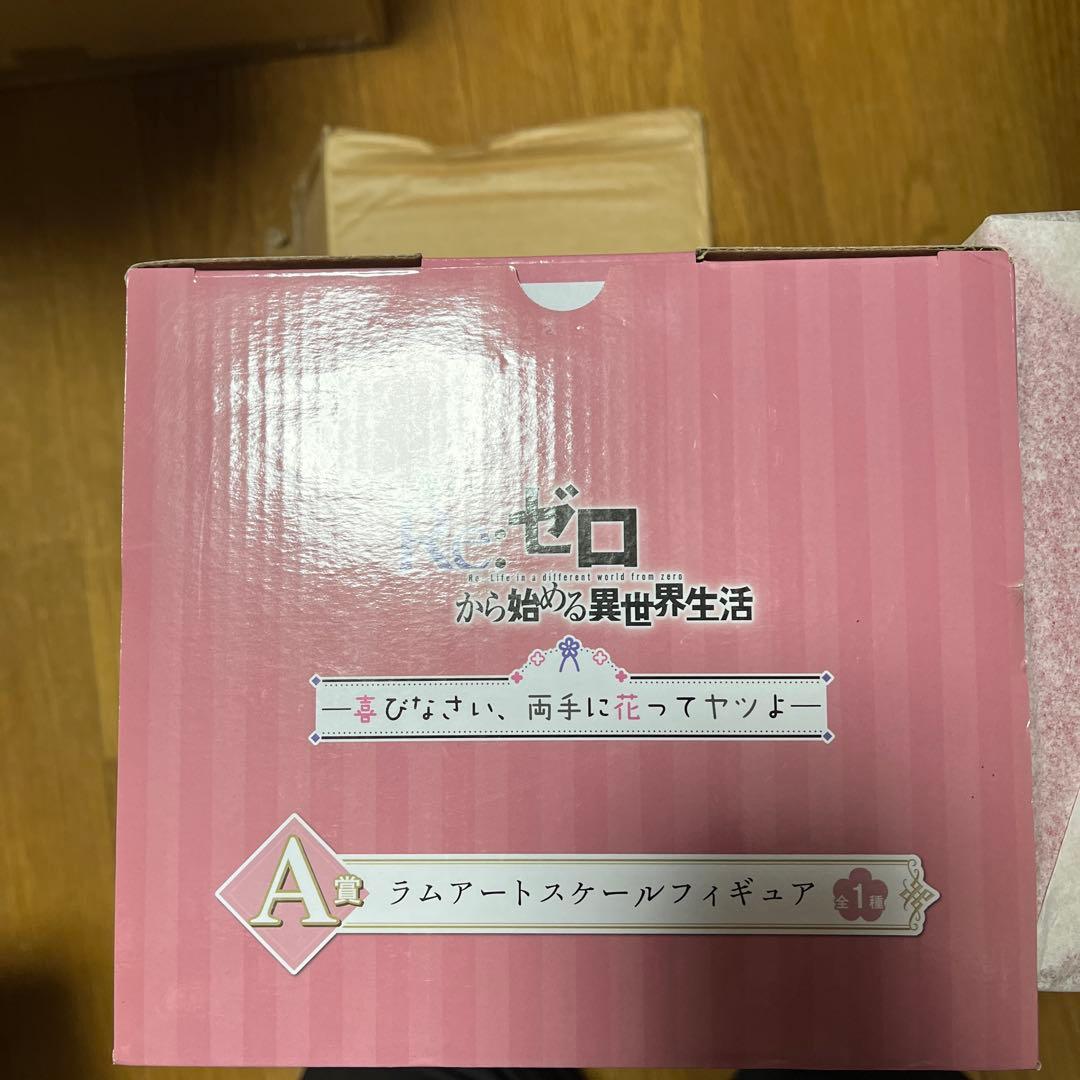 Re:ゼロ
Re: Life in a different world from zero
から始める異世界生活
―喜びなさい、両手に花ってヤツよ―
A賞 ラムアートスケールフィギュア 全1種